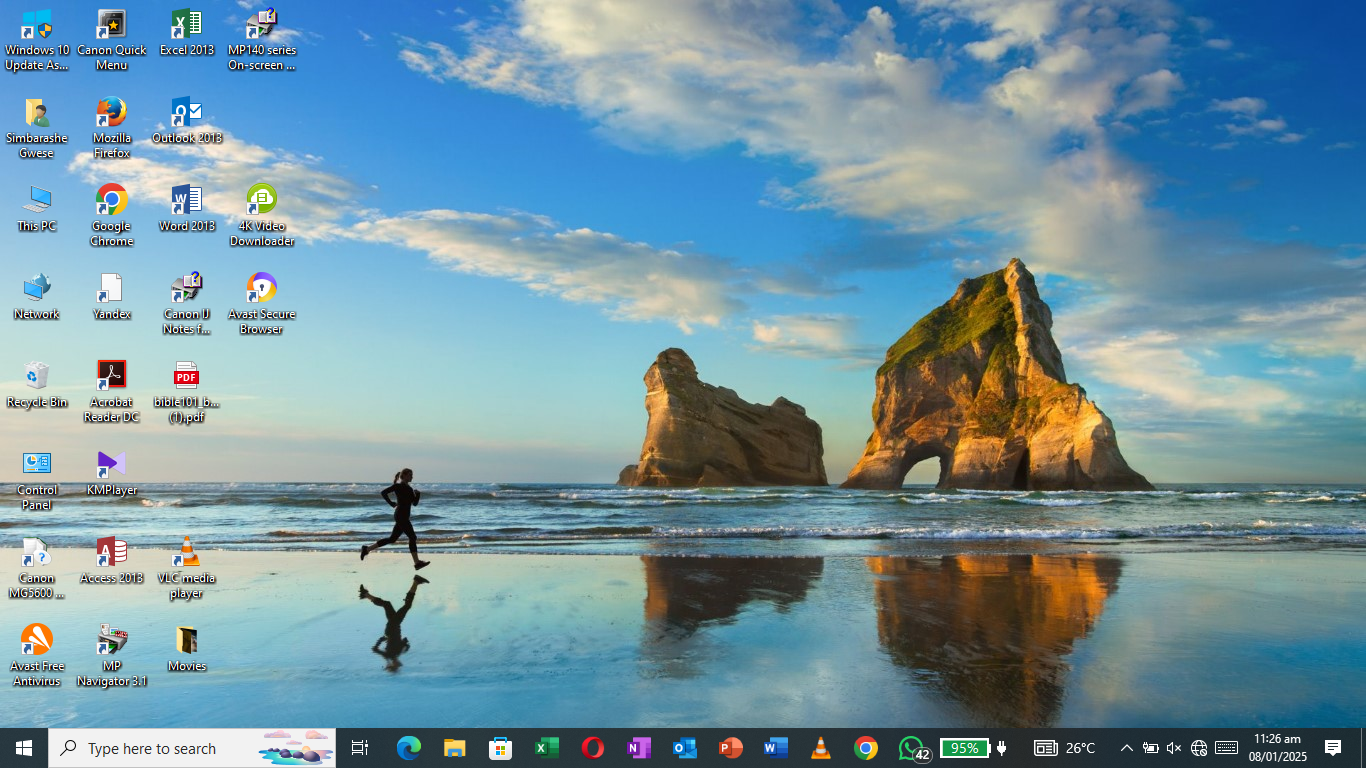 Windows 10
Update As...
Canon Quick
Menu
Excel 2013
MP140 series
On-screen ...
Simbarashe
Gwese
Mozilla
Firefox
Outlook 2013
This PC
Google
Chrome
Word 2013
4K Video
Downloader
Network
Yandex
Canon IJ
Notes f...
Avast Secure
Browser
Recycle Bin
Acrobat
Reader DC
PDF
bible101_b...
(1).pdf
Control
Panel
KMPlayer
Canon
MG5600 ...
Access 2013
VLC media
player
Avast Free
Antivirus
MP
Navigator 3.1
Movies
Type here to search
42
95%
26°C
11:26 am
08/01/2025